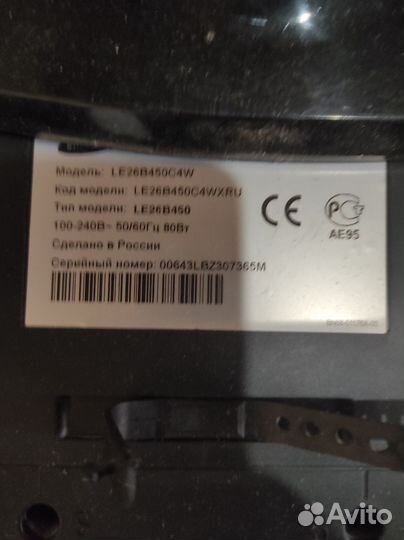 Модель: LE26B450C4W
Код модели: LE26B450C4WXRU
Тип модели: LE26B450
100-240В~ 50/60Гц 80Вт
Сделано в России
Серийный номер: 00643LBZ307365M
CE
РС
AE95
Avito